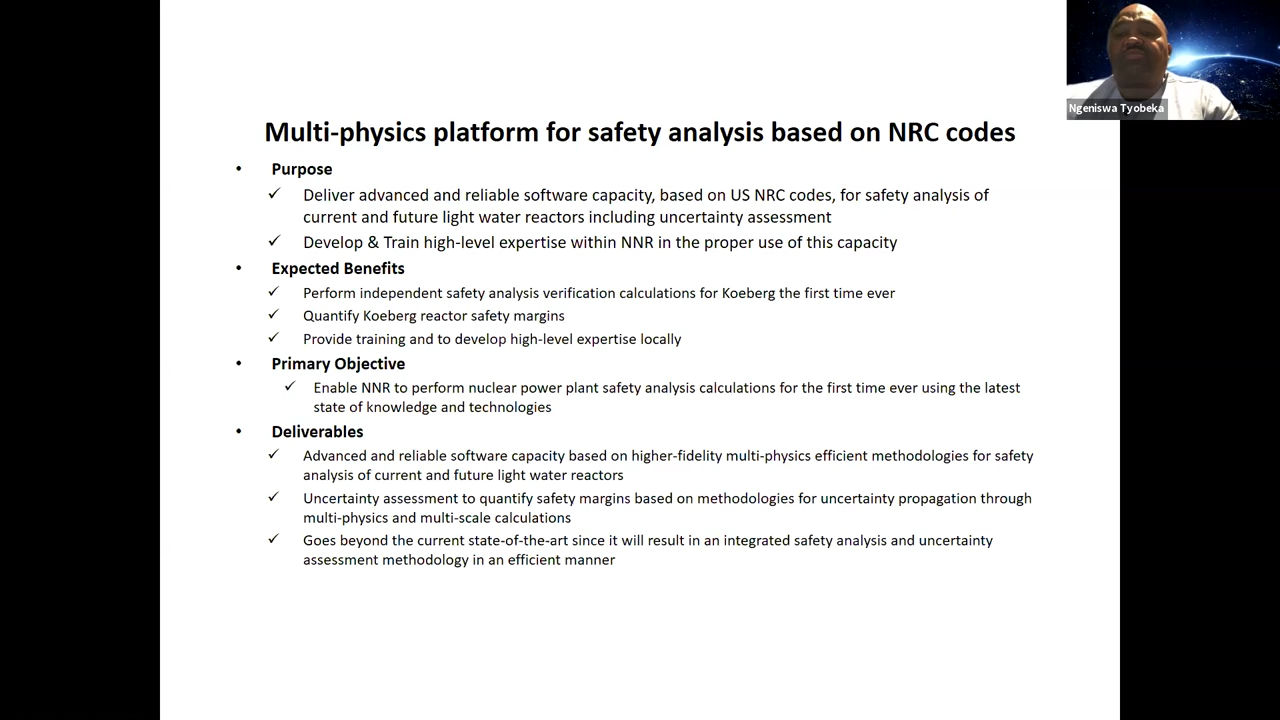 Multi-physics platform for safety analysis based on NRC codes
• Purpose
✓ Deliver advanced and reliable software capacity, based on US NRC codes, for safety analysis of
current and future light water reactors including uncertainty assessment
✓ Develop & Train high-level expertise within NNR in the proper use of this capacity
• Expected Benefits
✓ Perform independent safety analysis verification calculations for Koeberg the first time ever
✓ Quantify Koeberg reactor safety margins
✓ Provide training and to develop high-level expertise locally
• Primary Objective
✓ Enable NNR to perform nuclear power plant safety analysis calculations for the first time ever using the latest
state of knowledge and technologies
• Deliverables
✓ Advanced and reliable software capacity based on higher-fidelity multi-physics efficient methodologies for safety
analysis of current and future light water reactors
✓ Uncertainty assessment to quantify safety margins based on methodologies for uncertainty propagation through
multi-physics and multi-scale calculations
✓ Goes beyond the current state-of-the-art since it will result in an integrated safety analysis and uncertainty
assessment methodology in an efficient manner
Ngeniswa Tyobeka